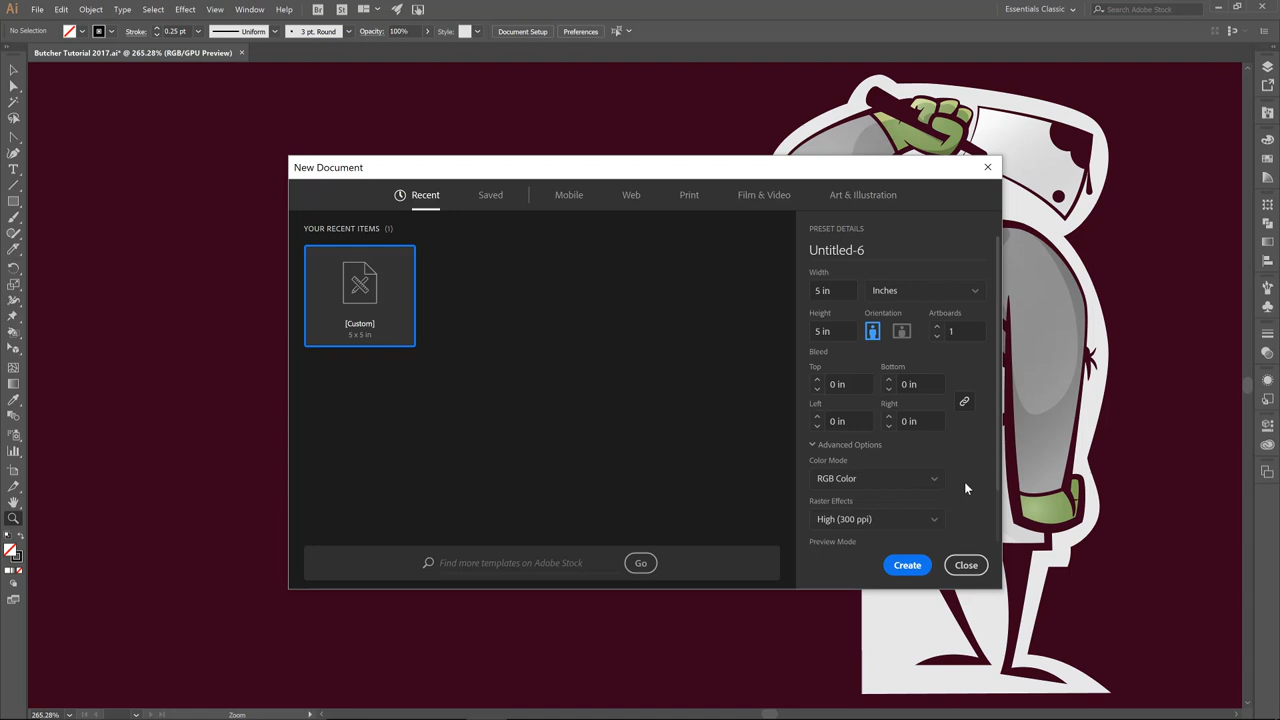 Ai File Edit Object Type Select Effect View Window Help Br St Essentials Classic Search Adobe Stock
No Selection Stroke: 0.25 pt Uniform 3 pt. Round Opacity: 100% Style: Document Setup Preferences
Butcher Tutorial 2017.ai* @ 265.28% (RGB/GPU Preview) ×
New Document
Recent Saved Mobile Web Print Film & Video Art & Illustration
YOUR RECENT ITEMS (1)
[Custom]
5 x 5 in
Find more templates on Adobe Stock Go
PRESET DETAILS
Untitled-6
Width
5 in Inches
Height Orientation Artboards
5 in 1
Bleed
Top Bottom
0 in 0 in
Left Right
0 in 0 in
Advanced Options
Color Mode
RGB Color
Raster Effects
High (300 ppi)
Preview Mode
Create Close
265.28% Zoom